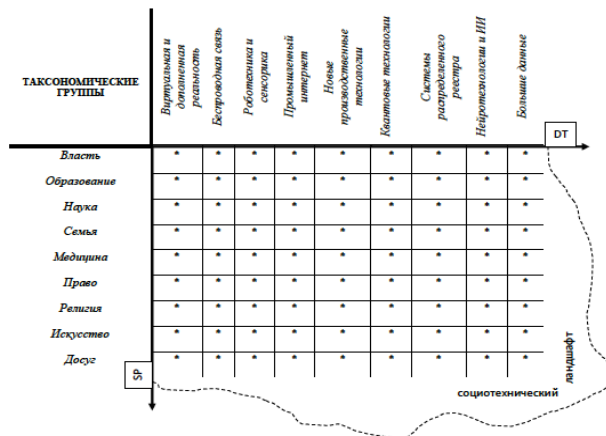 ТАКСОНОМИЧЕСКИЕ
ГРУППЫ
Виртуальная и
дополненная
реальность
Беспроводная связь
Роботехника и
сенсорика
Промышленный
интернет
Новые
производственные
технологии
Квантовые технологии
Системы
распределенного
реестра
Нейротехнологии и ИИ
Большие данные
DT
Власть * * * * * * * * *
Образование * * * * * * * * *
Наука * * * * * * * * *
Семья * * * * * * * * *
Медицина * * * * * * * * *
Право * * * * * * * * *
Религия * * * * * * * * *
Искусство * * * * * * * * *
Досуг * * * * * * * * *
SP
социотехнический
ландшафт